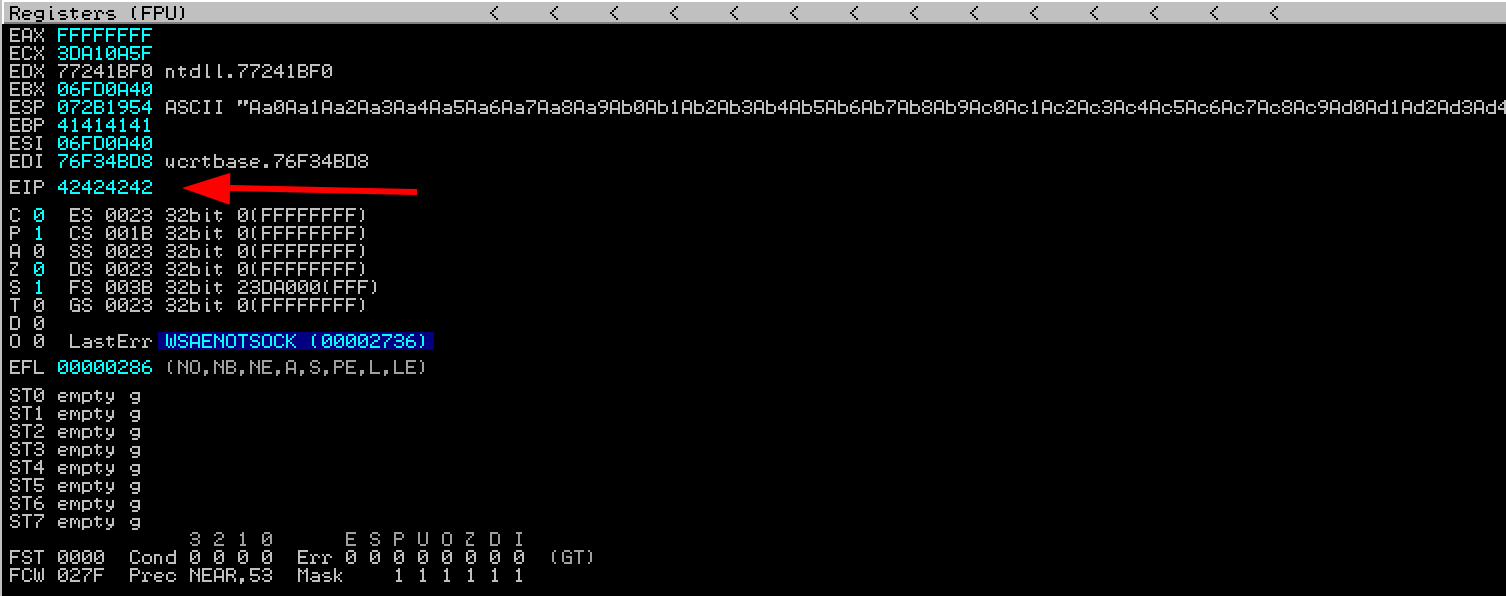 Registers (FPU) < < < < < < < < < < < < < <
EAX FFFFFFFF
ECX 3DA10A5F
EDX 77241BF0 ntdll.77241BF0
EBX 06FD0A40
ESP 072B1954 ASCII "Aa0Aa1Aa2Aa3Aa4Aa5Aa6Aa7Aa8Aa9Ab0Ab1Ab2Ab3Ab4Ab5Ab6Ab7Ab8Ab9Ac0Ac1Ac2Ac3Ac4Ac5Ac6Ac7Ac8Ac9Ad0Ad1Ad2Ad3Ad4
EBP 41414141
ESI 06FD0A40
EDI 76F34BD8 ucrtbase.76F34BD8
EIP 42424242
C 0 ES 0023 32bit 0(FFFFFFFF)
P 1 CS 001B 32bit 0(FFFFFFFF)
A 0 SS 0023 32bit 0(FFFFFFFF)
Z 0 DS 0023 32bit 0(FFFFFFFF)
S 1 FS 003B 32bit 23DA000(FFF)
T 0 GS 0023 32bit 0(FFFFFFFF)
D 0
O 0 LastErr WSAENOTSOCK (00002736)
EFL 00000286 (NO,NB,NE,A,S,PE,L,LE)
ST0 empty g
ST1 empty g
ST2 empty g
ST3 empty g
ST4 empty g
ST5 empty g
ST6 empty g
ST7 empty g
3 2 1 0 E S P U O Z D I
FST 0000 Cond 0 0 0 0 Err 0 0 0 0 0 0 0 0 (GT)
FCW 027F Prec NEAR,53 Mask 1 1 1 1 1 1